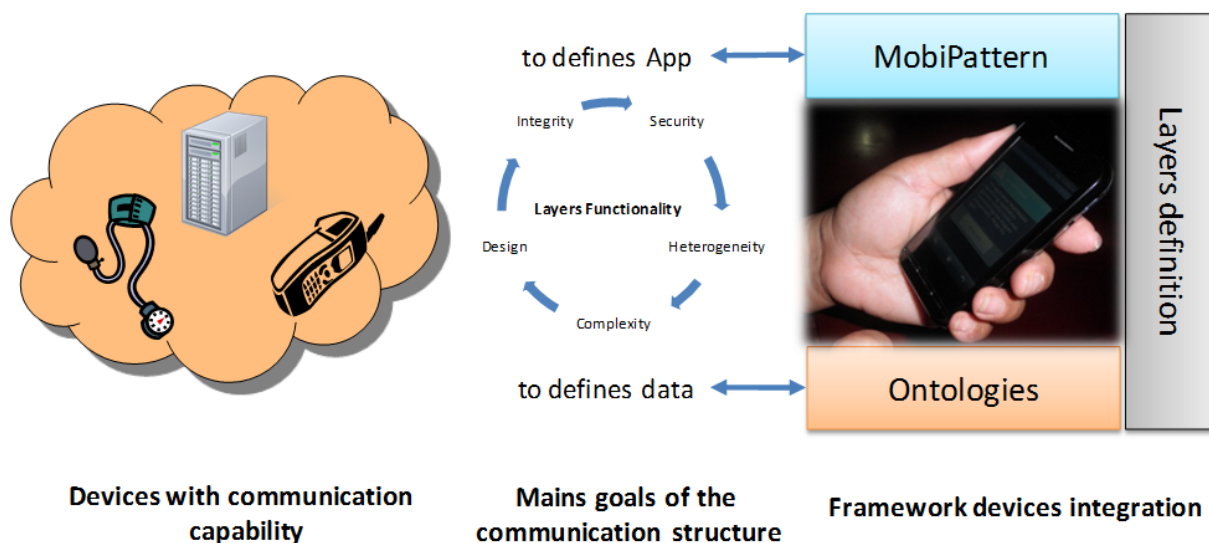 to defines App
MobiPattern
Integrity
Security
Layers Functionality
Design
Heterogeneity
Complexity
to defines data
Ontologies
Layers definition
Devices with communication
capability
Mains goals of the
communication structure
Framework devices integration